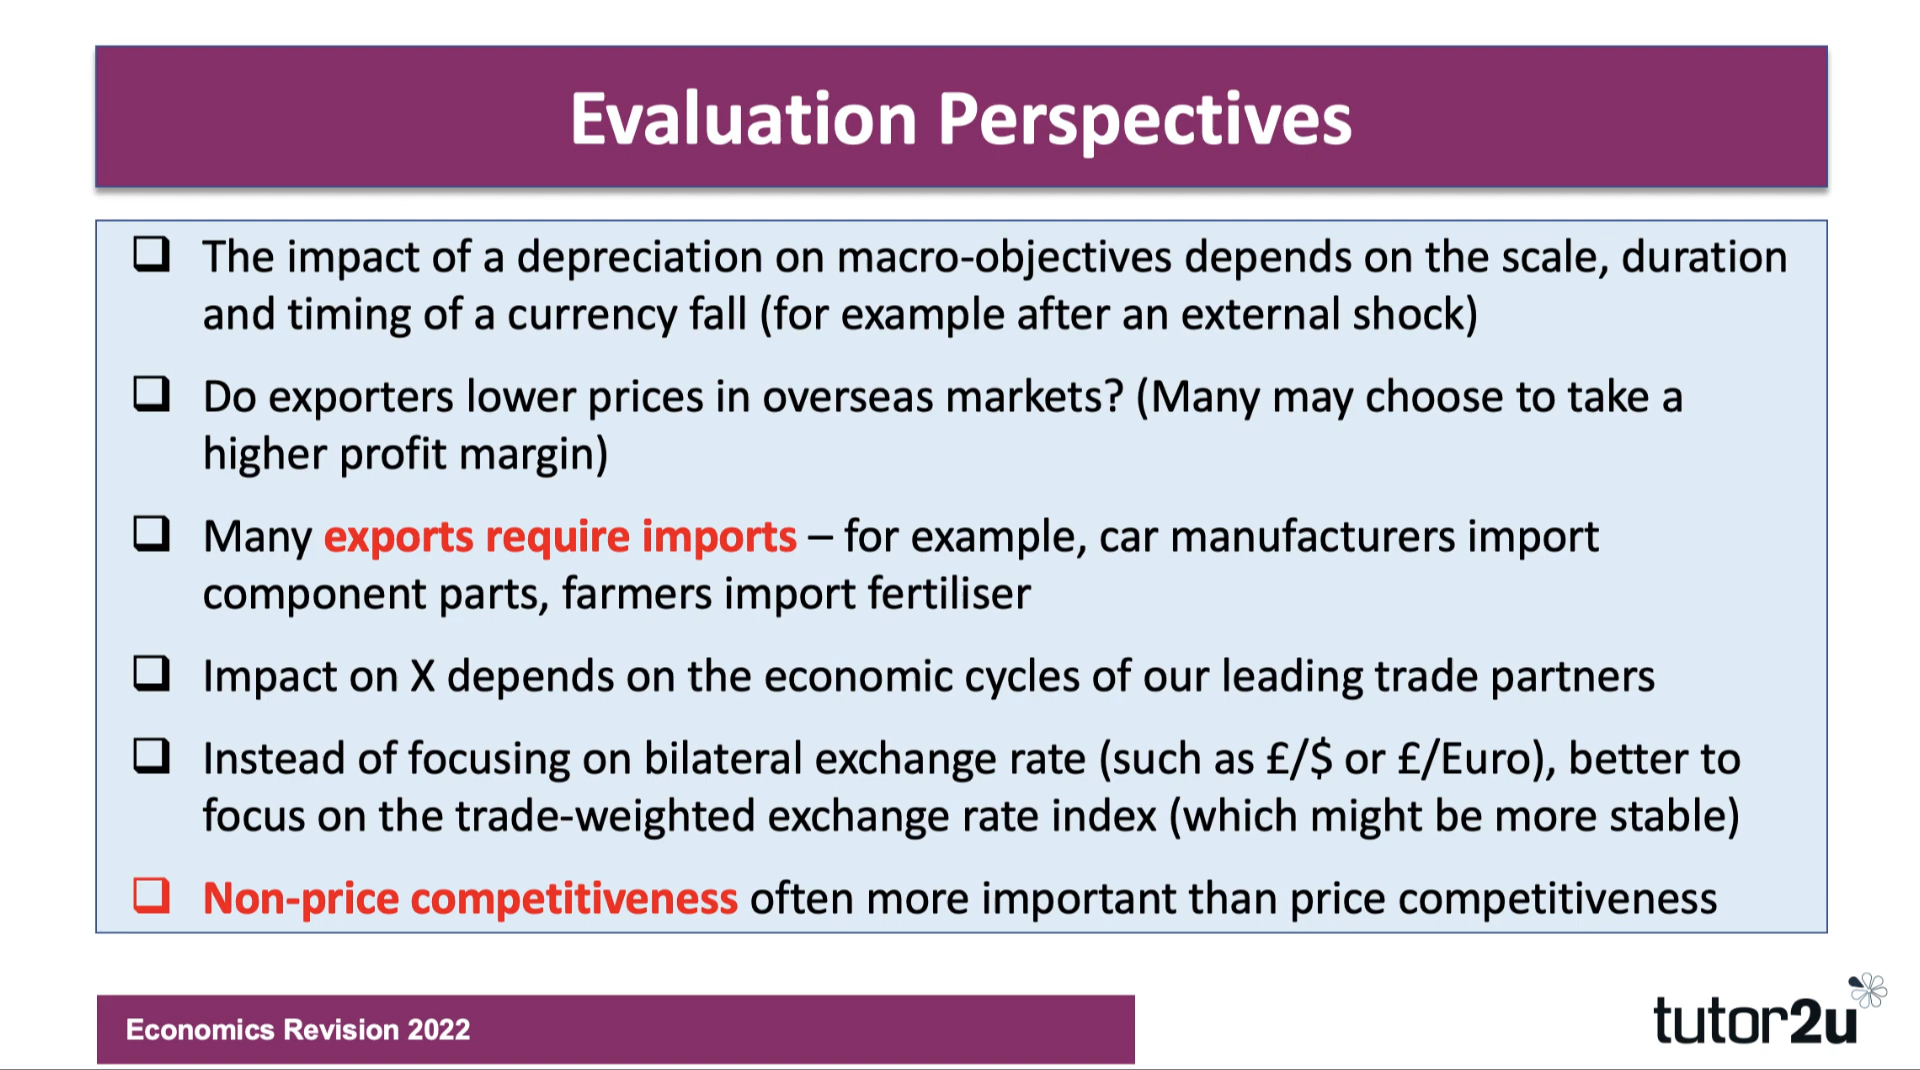 Evaluation Perspectives
The impact of a depreciation on macro-objectives depends on the scale, duration
and timing of a currency fall (for example after an external shock)
Do exporters lower prices in overseas markets? (Many may choose to take a
higher profit margin)
Many exports require imports – for example, car manufacturers import
component parts, farmers import fertiliser
Impact on X depends on the economic cycles of our leading trade partners
Instead of focusing on bilateral exchange rate (such as £/$ or £/Euro), better to
focus on the trade-weighted exchange rate index (which might be more stable)
Non-price competitiveness often more important than price competitiveness
Economics Revision 2022
tutor2u